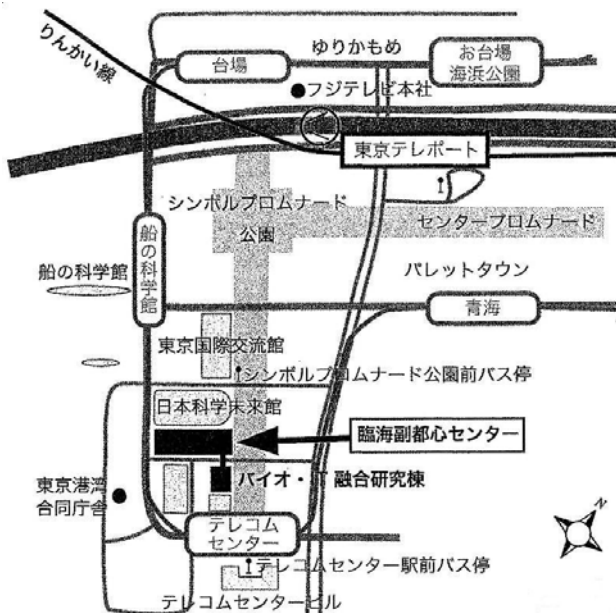 りんかい線
ゆりかもめ
台場
お台場
海浜公園
フジテレビ本社
東京テレポート
シンボルプロムナード
公園
センタープロムナード
船の科学館
船の科学館
パレットタウン
青海
東京国際交流館
シンボルプロムナード公園前バス停
日本科学未来館
臨海副都心センター
バイオ・IT 融合研究棟
東京港湾
合同庁舎
テレコム
センター
テレコムセンター駅前バス停
テレコムセンタービル
N